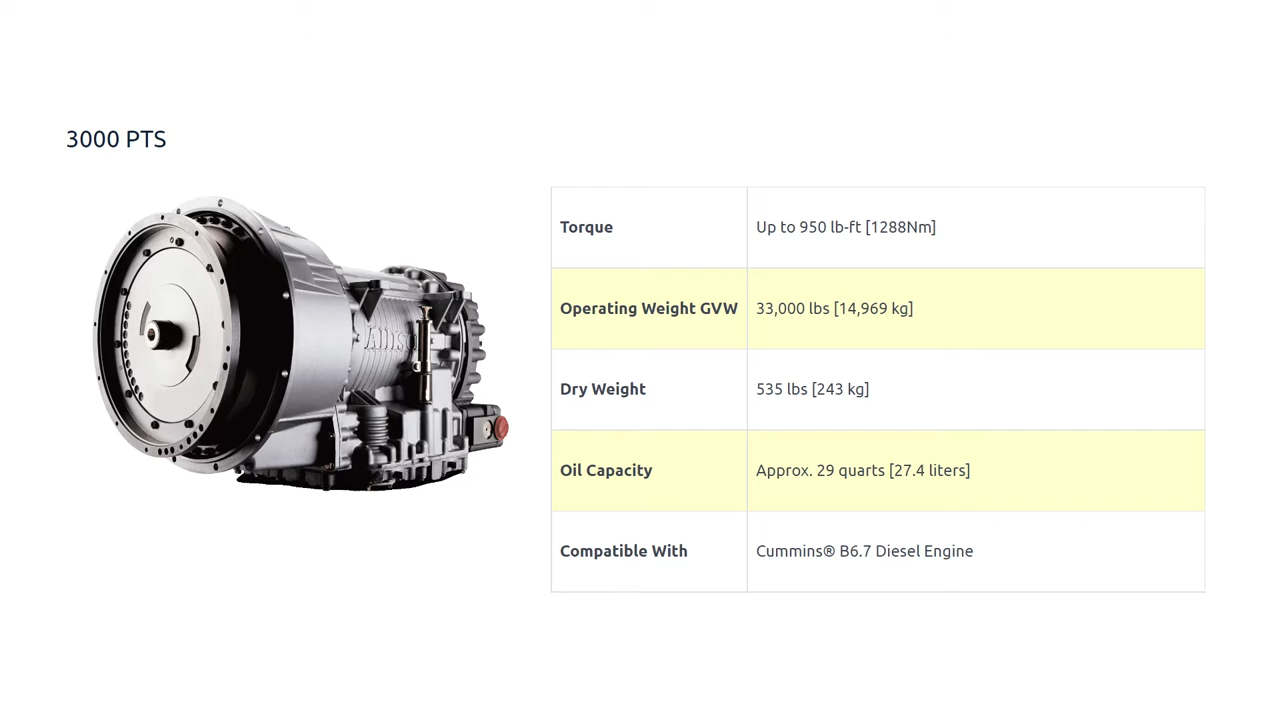 3000 PTS
Torque
Up to 950 lb-ft [1288Nm]
Operating Weight GVW
33,000 lbs [14,969 kg]
Dry Weight
535 lbs [243 kg]
Oil Capacity
Approx. 29 quarts [27.4 liters]
Compatible With
Cummins® B6.7 Diesel Engine